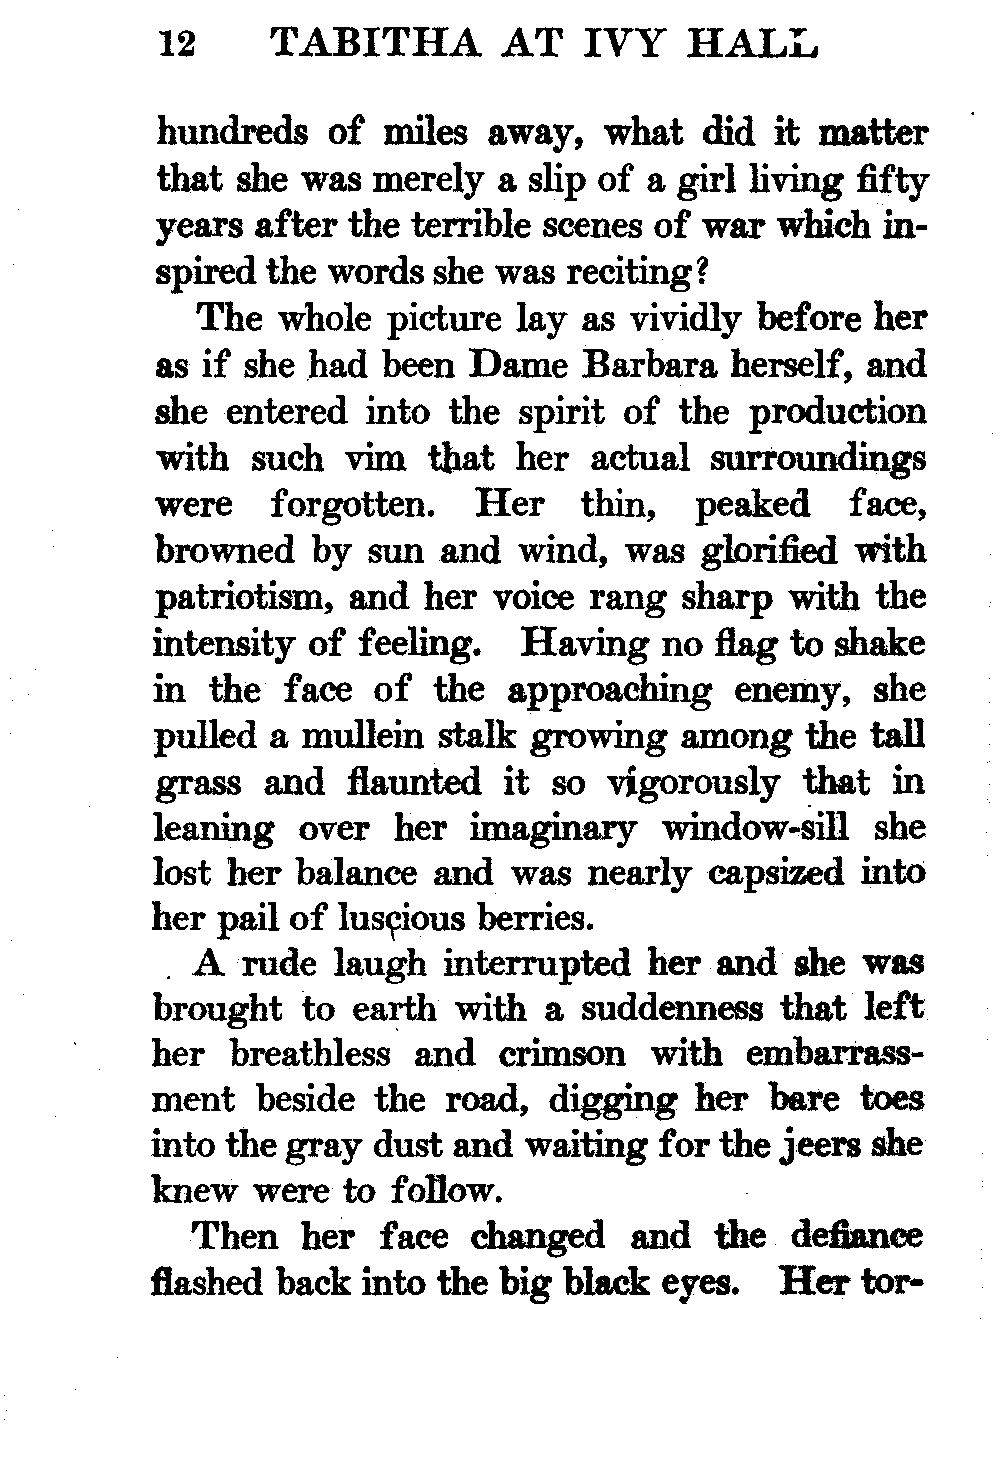 12 TABITHA AT IVY HALL
hundreds of miles away, what did it matter
that she was merely a slip of a girl living fifty
years after the terrible scenes of war which in-
spired the words she was reciting?
The whole picture lay as vividly before her
as if she had been Dame Barbara herself, and
she entered into the spirit of the production
with such vim that her actual surroundings
were forgotten. Her thin, peaked face,
browned by sun and wind, was glorified with
patriotism, and her voice rang sharp with the
intensity of feeling. Having no flag to shake
in the face of the approaching enemy, she
pulled a mullein stalk growing among the tall
grass and flaunted it so vigorously that in
leaning over her imaginary window-sill she
lost her balance and was nearly capsized into
her pail of luscious berries.
A rude laugh interrupted her and she was
brought to earth with a suddenness that left
her breathless and crimson with embarrass-
ment beside the road, digging her bare toes
into the gray dust and waiting for the jeers she
knew were to follow.
Then her face changed and the defiance
flashed back into the big black eyes. Her tor-